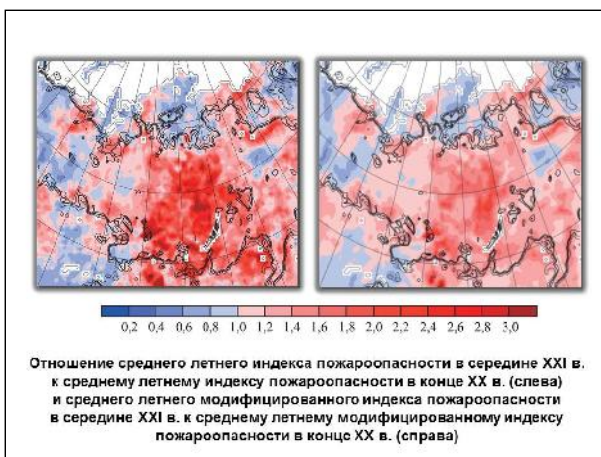 0,2 0,4 0,6 0,8 1,0 1,2 1,4 1,6 1,8 2,0 2,2 2,4 2,6 2,8 3,0
Отношение среднего летнего индекса пожароопасности в середине XXI в.
к среднему летнему индексу пожароопасности в конце XX в. (слева)
и среднего летнего модифицированного индекса пожароопасности
в середине XXI в. к среднему летнему модифицированному индексу
пожароопасности в конце XX в. (справа)